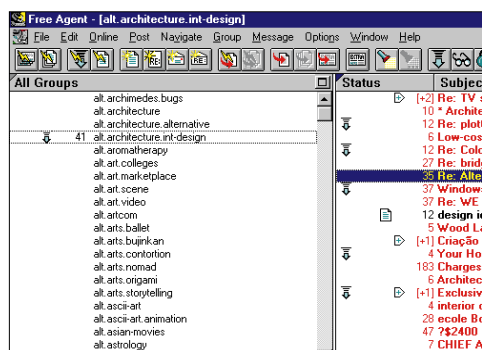 Free Agent - [alt.architecture.int-design]
File Edit Online Post Navigate Group Message Options Window Help
All Groups
alt.archimedes.bugs
alt.architecture
alt.architecture.alternative
41 alt.architecture.int-design
alt.aromatherapy
alt.art.colleges
alt.art.marketplace
alt.art.scene
alt.art.video
alt.artcom
alt.arts.ballet
alt.arts.bujinkan
alt.arts.contortion
alt.arts.nomad
alt.arts.origami
alt.arts.storytelling
alt.ascii-art
alt.ascii-art.animation
alt.asian-movies
alt.astrology
Status Subjec
[+2] Re: TV s
10 * Archite
12 Re: plott
6 Low-cos
12 Re: Colo
27 Re: bridg
35 Re: Alte
37 Windows
37 Re: WE
12 design i
5 Wood La
[+1] Criação
4 Your Ho
183 Charges
6 Architec
[+1] Exclusiv
4 interior d
28 ecole Bo
47 ?$2400
7 CHIEF A